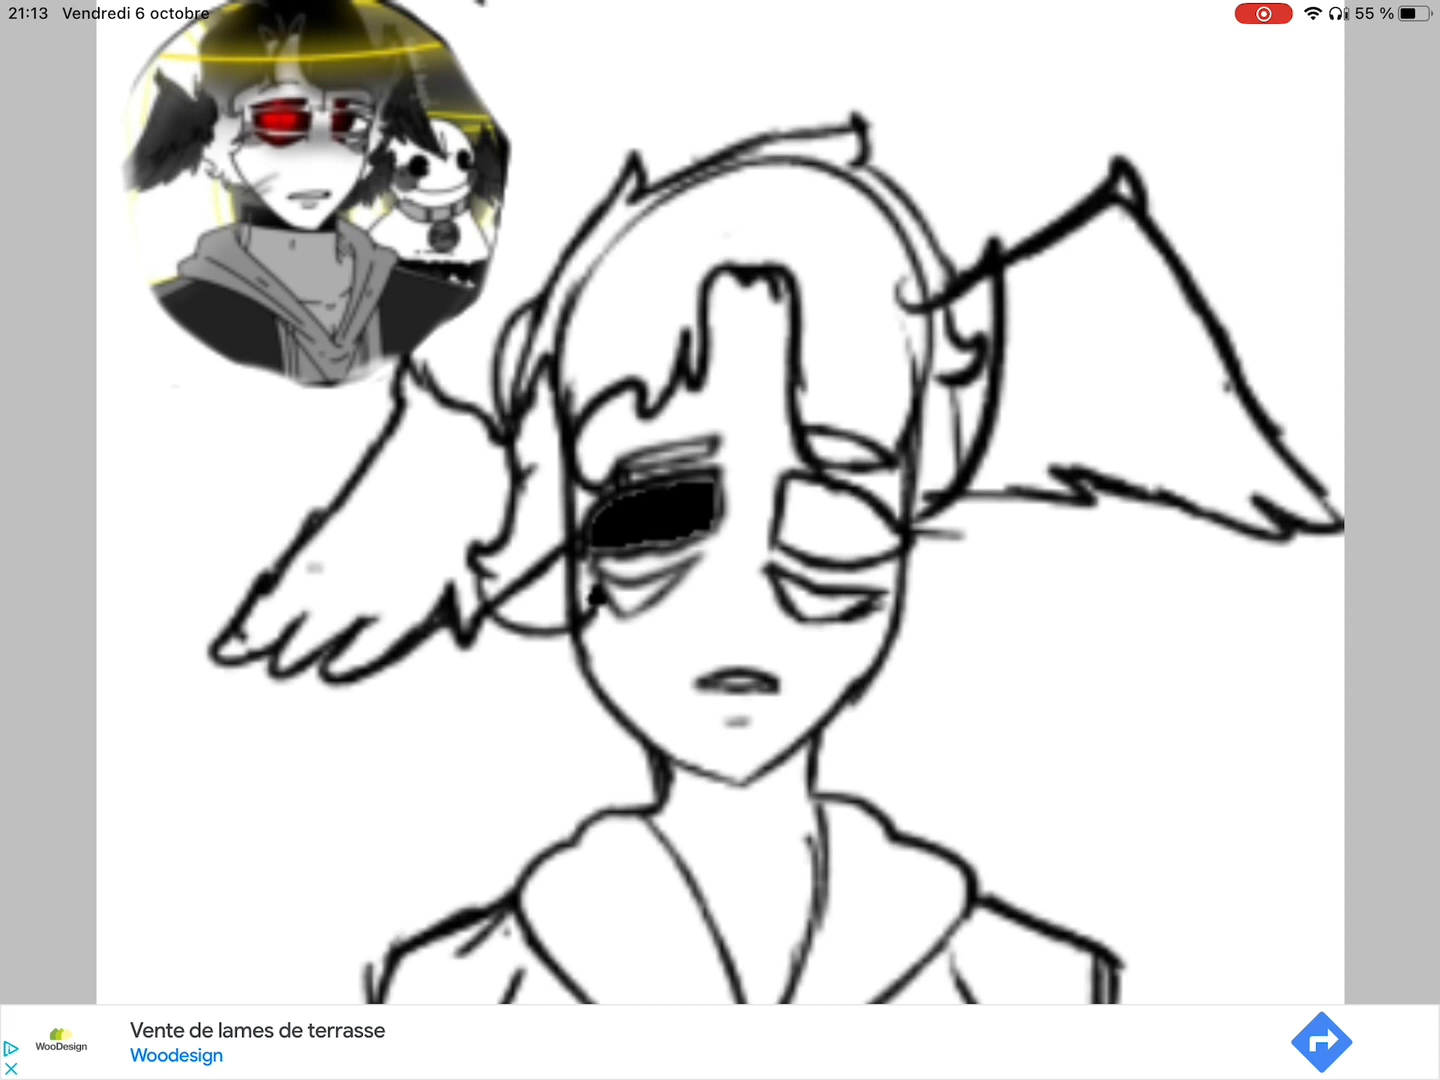 21:13 Vendredi 6 octobre
55 %
WooDesign
Vente de lames de terrasse
Woodesign